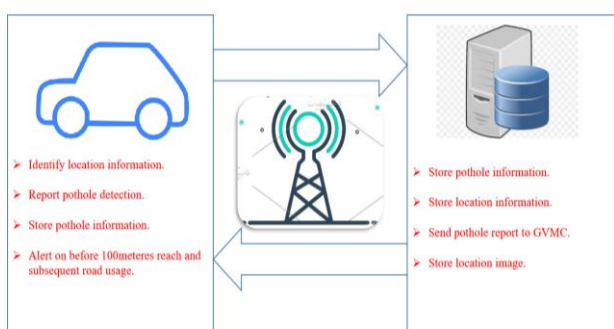 ➢ Identify location information.
➢ Report pothole detection.
➢ Store pothole information.
➢ Alert on before 100meteres reach and
subsequent road usage.
➢ Store pothole information.
➢ Store location information.
➢ Send pothole report to GVMC.
➢ Store location image.